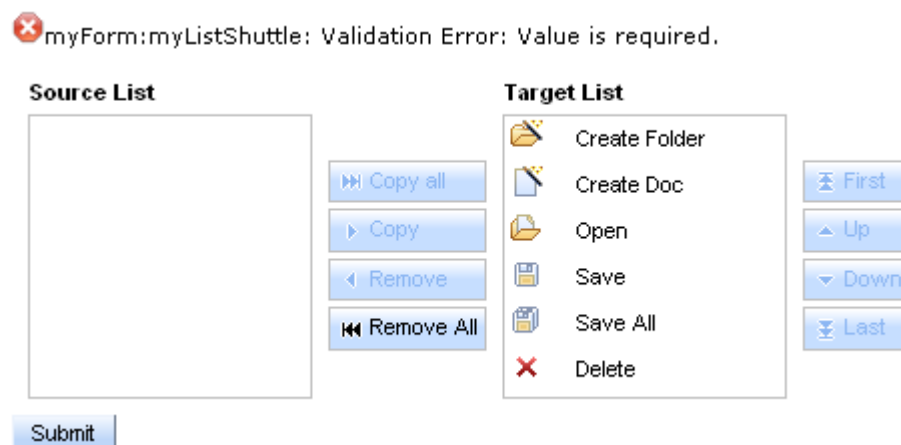 myForm:myListShuttle: Validation Error: Value is required.
Source List
Target List
Create Folder
Create Doc
Open
Save
Save All
Delete
Copy all
Copy
Remove
Remove All
First
Up
Down
Last
Submit